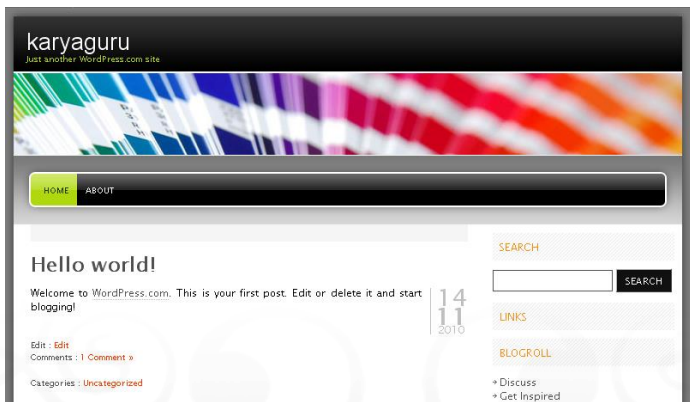 karyaguru
Just another WordPress.com site
HOME ABOUT
Hello world!
Welcome to WordPress.com. This is your first post. Edit or delete it and start
blogging!
14
11
2010
Edit : Edit
Comments : 1 Comment »
Categories : Uncategorized
SEARCH
SEARCH
LINKS
BLOGROLL
Discuss
Get Inspired